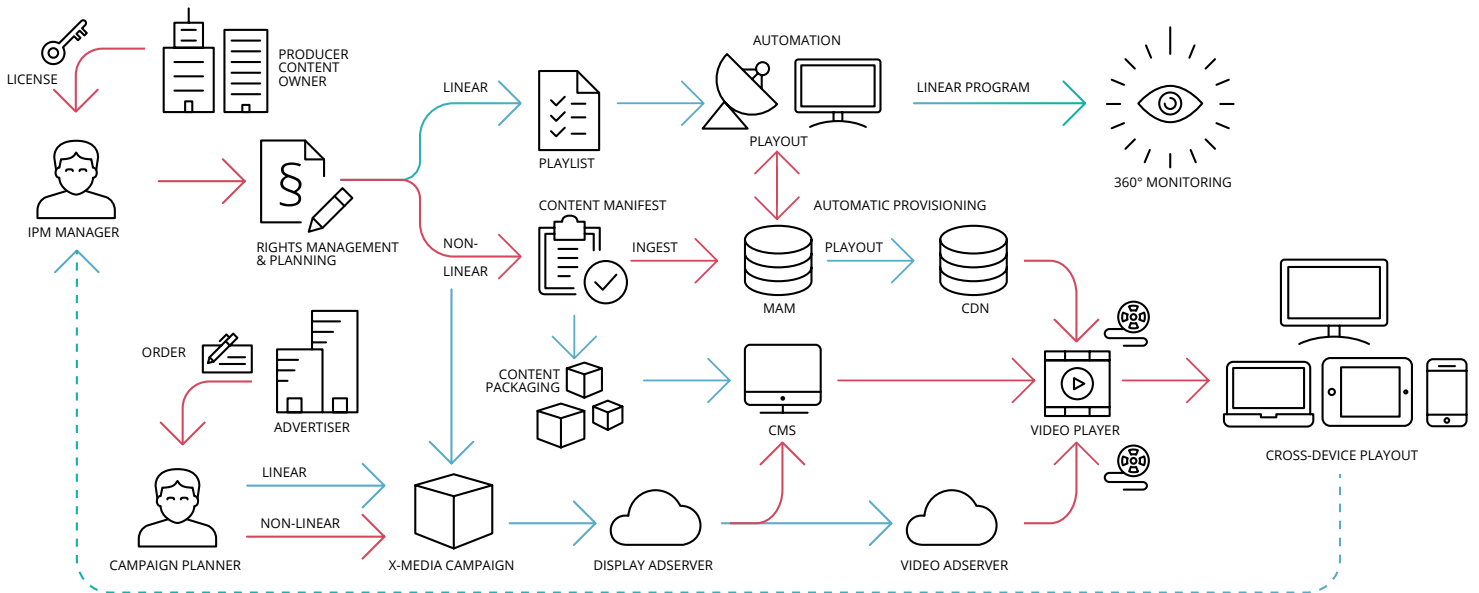 LICENSE
PRODUCER
CONTENT
OWNER
IPM MANAGER
§
RIGHTS MANAGEMENT
& PLANNING
LINEAR
PLAYLIST
AUTOMATION
PLAYOUT
LINEAR PROGRAM
360° MONITORING
NON-
LINEAR
CONTENT MANIFEST
INGEST
MAM
AUTOMATIC PROVISIONING
PLAYOUT
CDN
ORDER
ADVERTISER
CONTENT
PACKAGING
CMS
VIDEO PLAYER
CROSS-DEVICE PLAYOUT
CAMPAIGN PLANNER
LINEAR
NON-LINEAR
X-MEDIA CAMPAIGN
DISPLAY ADSERVER
VIDEO ADSERVER